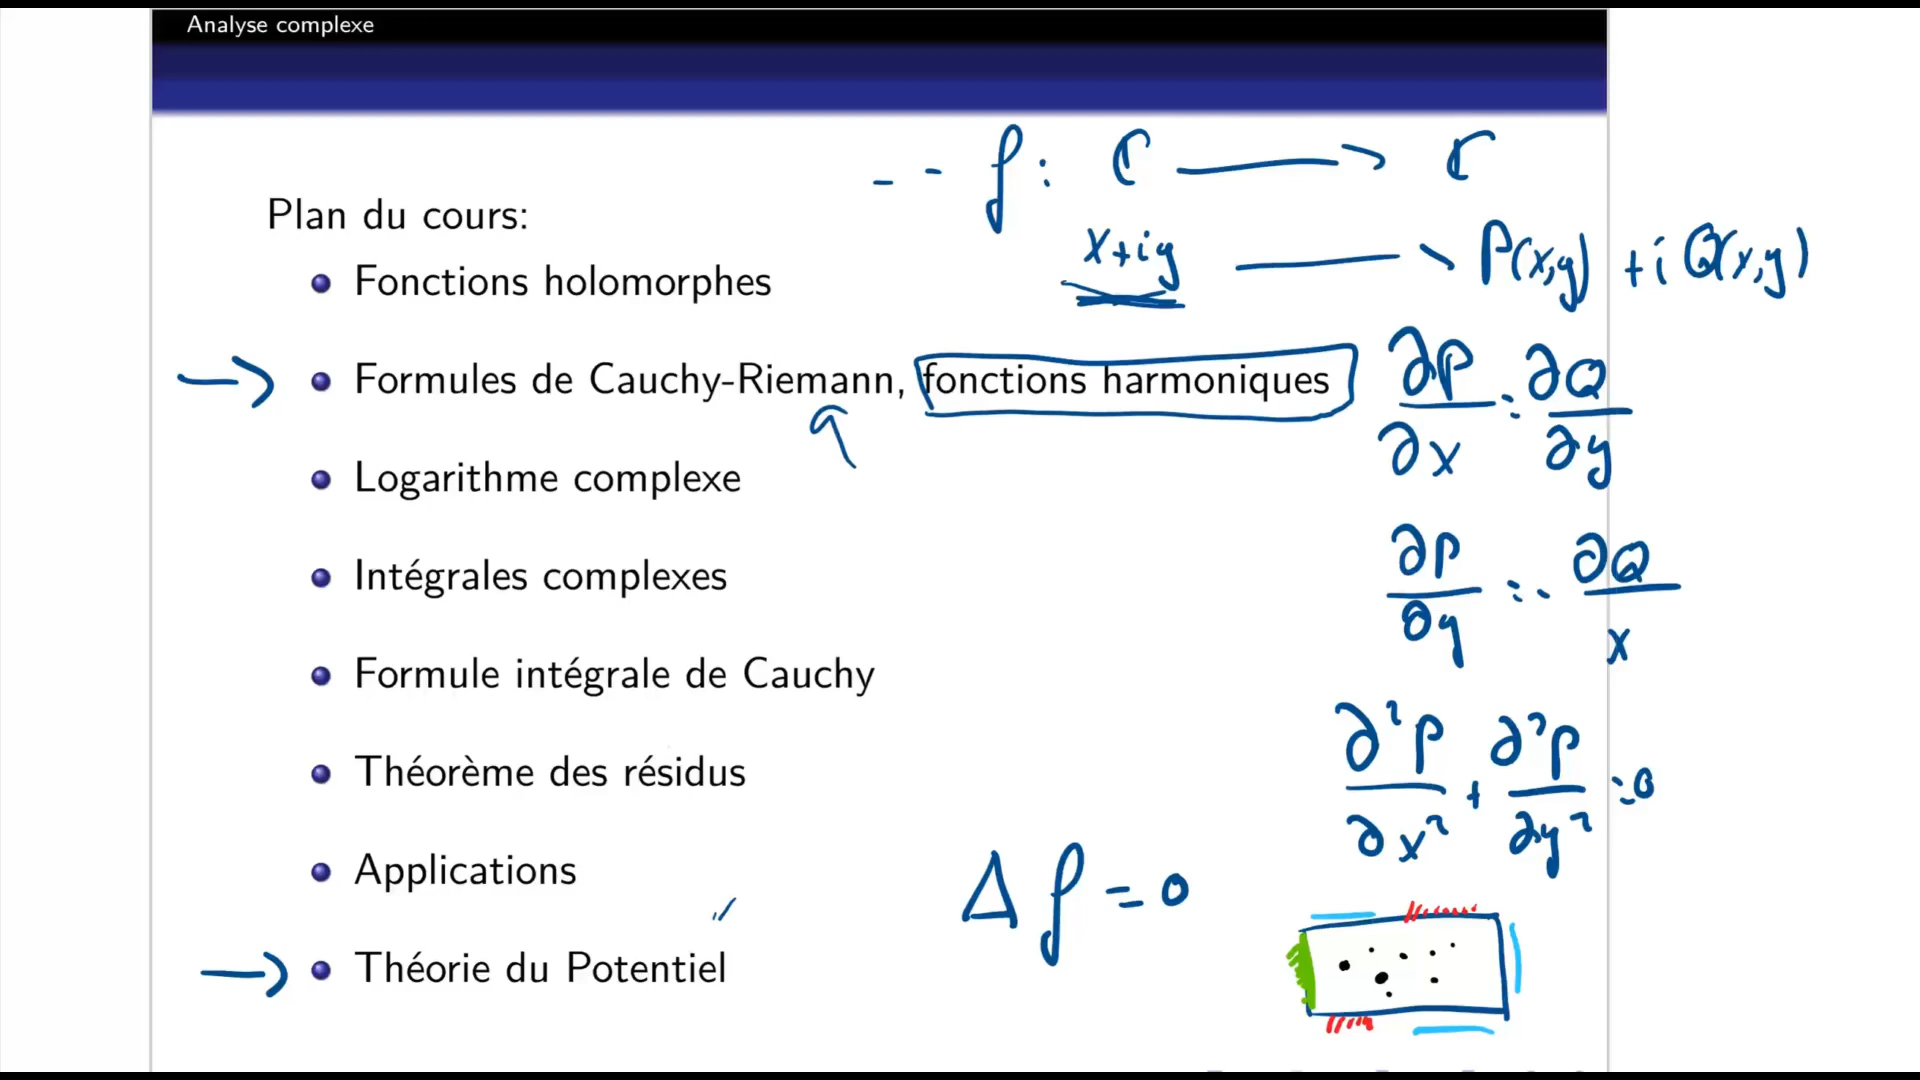 Analyse complexe
-- f: ℂ → ℂ
Plan du cours:
x+iy → P(x,y) + i Q(x,y)
Fonctions holomorphes
→ Formules de Cauchy-Riemann, fonctions harmoniques
∂P/∂x = ∂Q/∂y
Logarithme complexe
Intégrales complexes
∂P/∂y = - ∂Q/x
Formule intégrale de Cauchy
Théorème des résidus
∂²P/∂x² + ∂²P/∂y² = 0
Applications
Δf = 0
→ Théorie du Potentiel